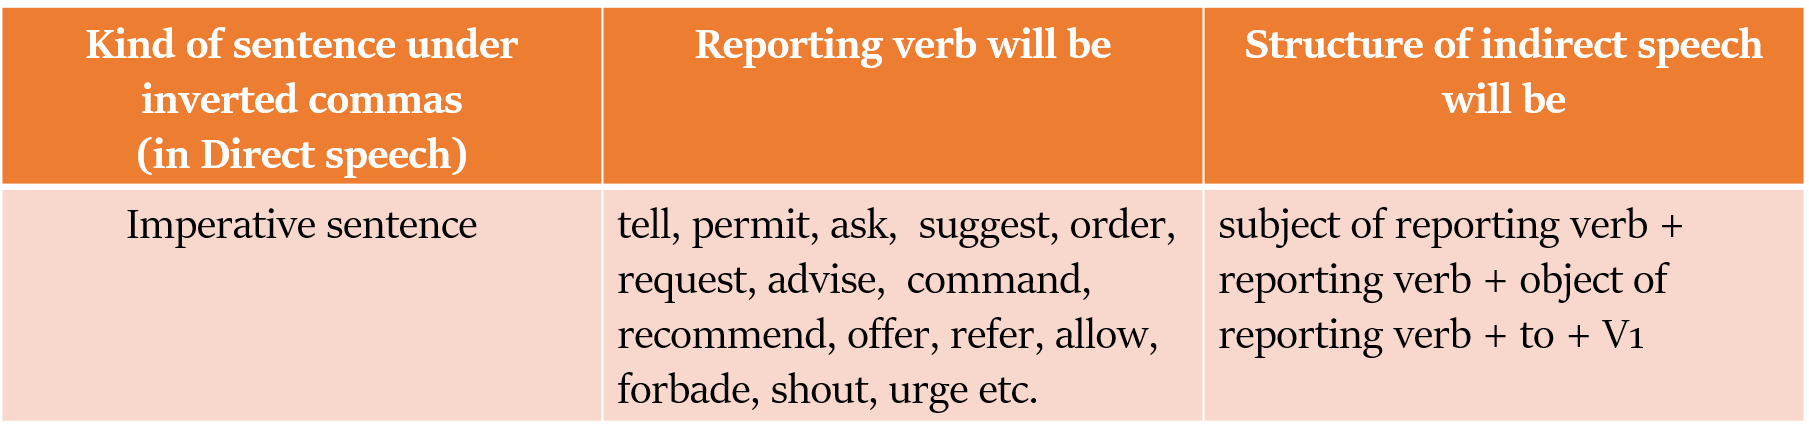 Kind of sentence under
inverted commas
(in Direct speech)
Reporting verb will be
Structure of indirect speech
will be
Imperative sentence
tell, permit, ask,  suggest, order,
request, advise,  command,
recommend, offer, refer, allow,
forbade, shout, urge etc.
subject of reporting verb +
reporting verb + object of
reporting verb + to + V1